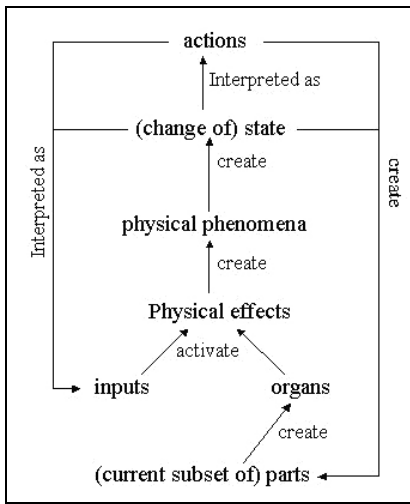 actions
Interpreted as
(change of) state
Interpreted as
create
create
physical phenomena
create
Physical effects
activate
inputs
organs
create
(current subset of) parts